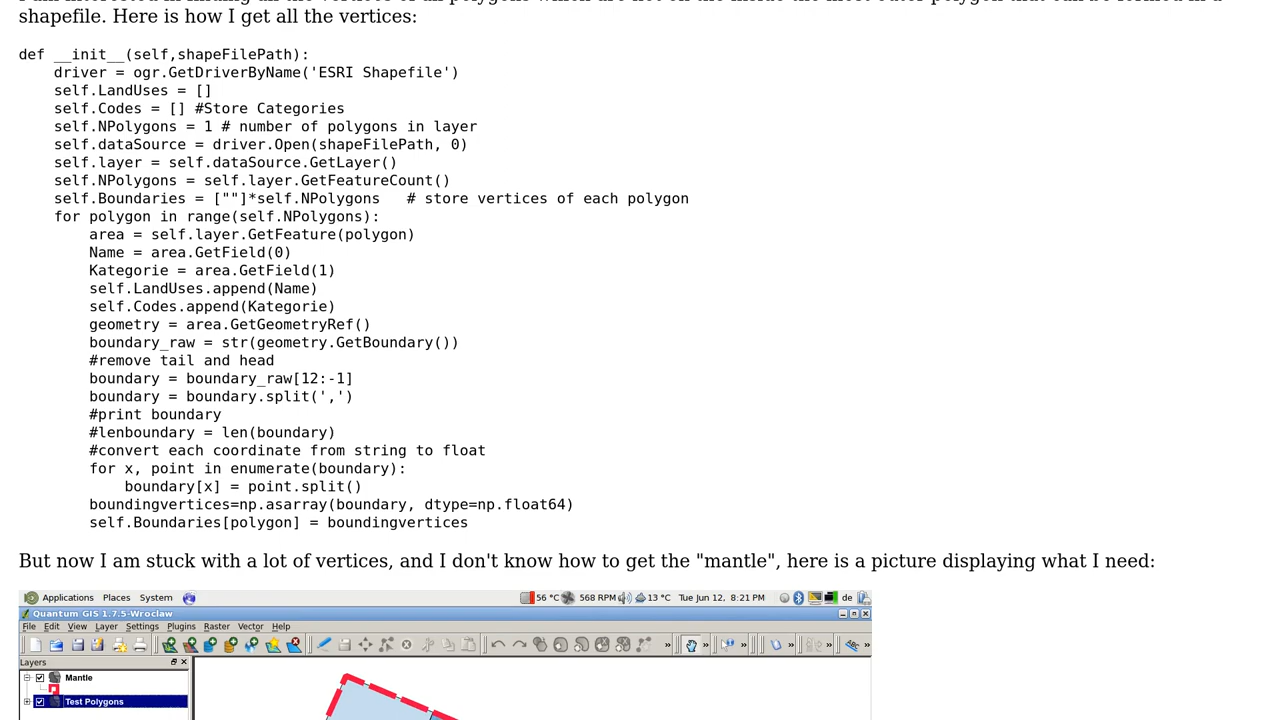 shapefile. Here is how I get all the vertices:
def __init__(self,shapeFilePath):
    driver = ogr.GetDriverByName('ESRI Shapefile')
    self.LandUses = []
    self.Codes = [] #Store Categories
    self.NPolygons = 1 # number of polygons in layer
    self.dataSource = driver.Open(shapeFilePath, 0)
    self.layer = self.dataSource.GetLayer()
    self.NPolygons = self.layer.GetFeatureCount()
    self.Boundaries = [""]*self.NPolygons   # store vertices of each polygon
    for polygon in range(self.NPolygons):
        area = self.layer.GetFeature(polygon)
        Name = area.GetField(0)
        Kategorie = area.GetField(1)
        self.LandUses.append(Name)
        self.Codes.append(Kategorie)
        geometry = area.GetGeometryRef()
        boundary_raw = str(geometry.GetBoundary())
        #remove tail and head
        boundary = boundary_raw[12:-1]
        boundary = boundary.split(',')
        #print boundary
        #lenboundary = len(boundary)
        #convert each coordinate from string to float
        for x, point in enumerate(boundary):
            boundary[x] = point.split()
        boundingvertices=np.asarray(boundary, dtype=np.float64)
        self.Boundaries[polygon] = boundingvertices
But now I am stuck with a lot of vertices, and I don't know how to get the "mantle", here is a picture displaying what I need:
Applications Places System 56 °C 568 RPM 13 °C Tue Jun 12, 8:21 PM de
Quantum GIS 1.7.5-Wroclaw
File Edit View Layer Settings Plugins Raster Vector Help
Layers
Mantle
Test Polygons